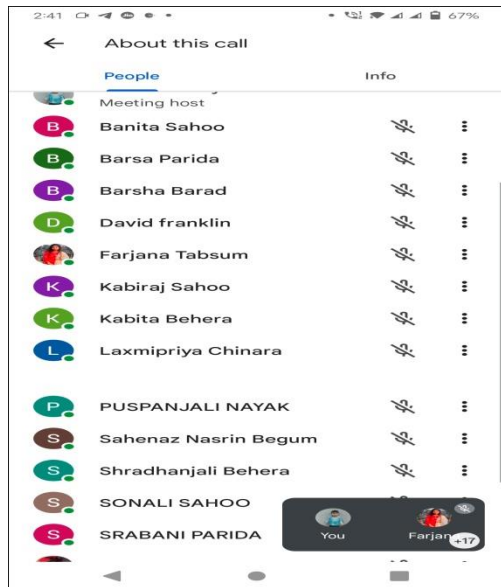 2:41 67%
About this call
People Info
Meeting host
B Banita Sahoo
B Barsa Parida
B Barsha Barad
D David franklin
Farjana Tabsum
K Kabiraj Sahoo
K Kabita Behera
L Laxmipriya Chinara
P PUSPANJALI NAYAK
S Sahenaz Nasrin Begum
S Shradhanjali Behera
S SONALI SAHOO
S SRABANI PARIDA
You Farjan +17